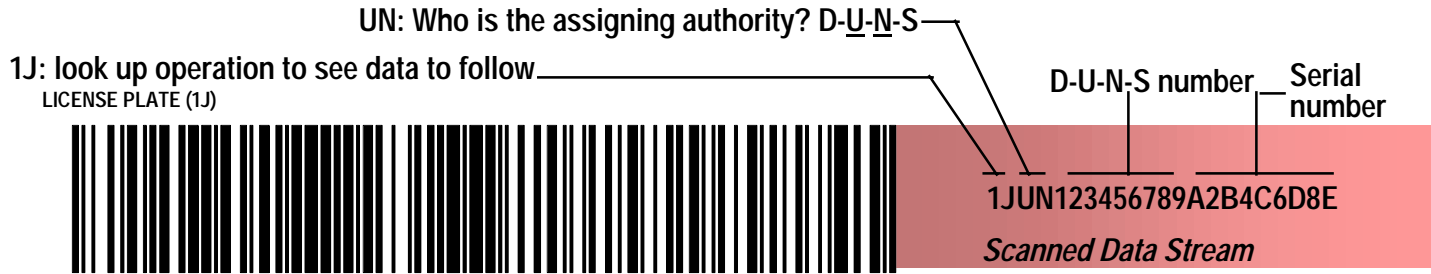 UN: Who is the assigning authority? D-U-N-S
1J: look up operation to see data to follow
LICENSE PLATE (1J)
D-U-N-S number
Serial
number
1JUN123456789A2B4C6D8E
Scanned Data Stream